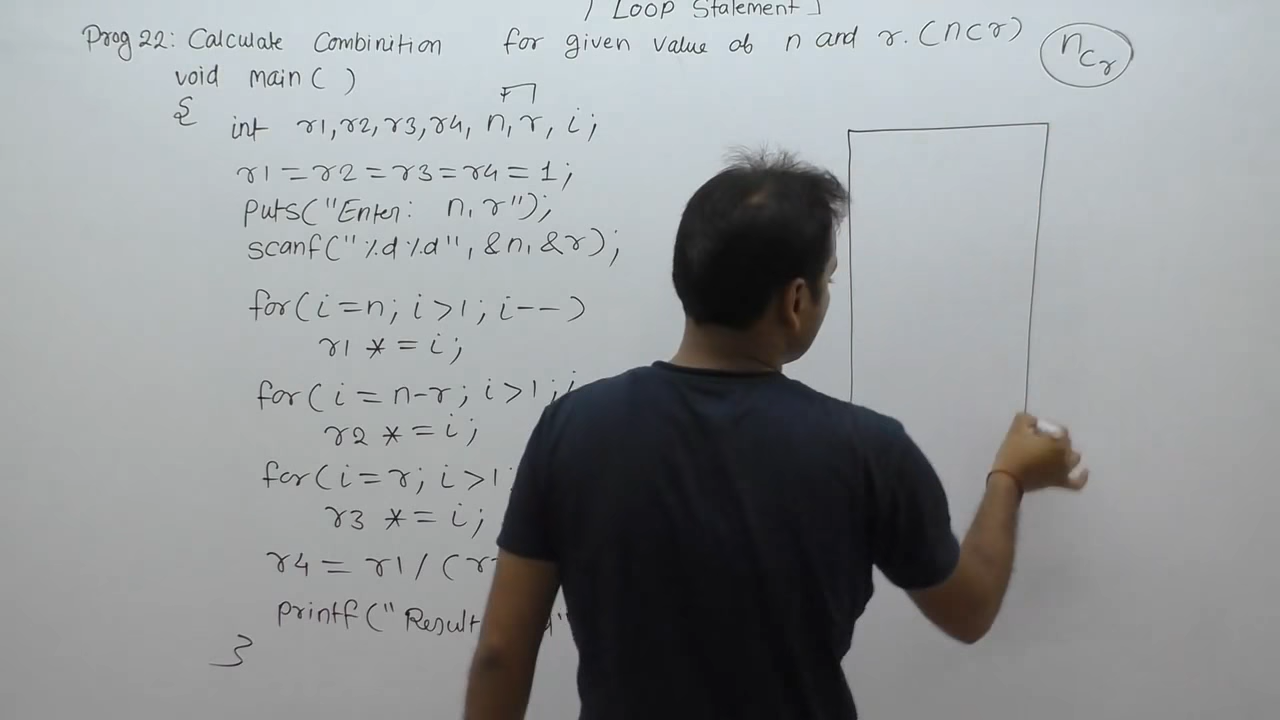 [ Loop Statement ]
Prog 22: Calculate Combinition for given value of n and r. (nCr)
nCr
void main( )
{
int r1,r2,r3,r4, n,r, i;
r1=r2=r3=r4=1;
puts("Enter: n, r");
scanf("%d%d", &n, &r);
for(i=n; i>1; i--)
r1 *= i;
for(i=n-r; i>1; i
r2 *= i;
for(i=r; i>1;
r3 *= i;
r4 = r1/(r
printf("Result d"
}